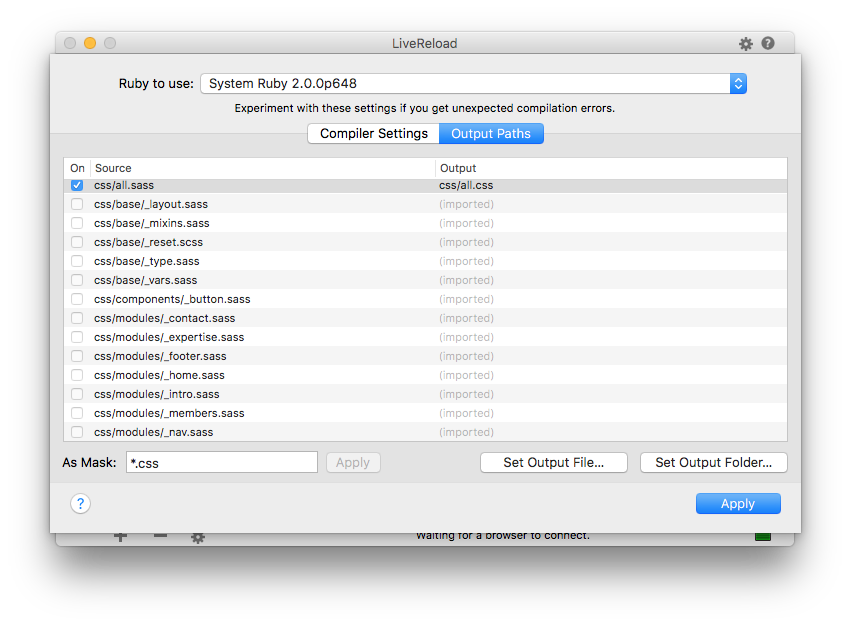 LiveReload
Ruby to use: System Ruby 2.0.0p648
Experiment with these settings if you get unexpected compilation errors.
Compiler Settings Output Paths
On Source Output
css/all.sass css/all.css
css/base/_layout.sass (imported)
css/base/_mixins.sass (imported)
css/base/_reset.scss (imported)
css/base/_type.sass (imported)
css/base/_vars.sass (imported)
css/components/_button.sass (imported)
css/modules/_contact.sass (imported)
css/modules/_expertise.sass (imported)
css/modules/_footer.sass (imported)
css/modules/_home.sass (imported)
css/modules/_intro.sass (imported)
css/modules/_members.sass (imported)
css/modules/_nav.sass (imported)
As Mask: *.css Apply Set Output File... Set Output Folder...
? Apply
Waiting for a browser to connect.